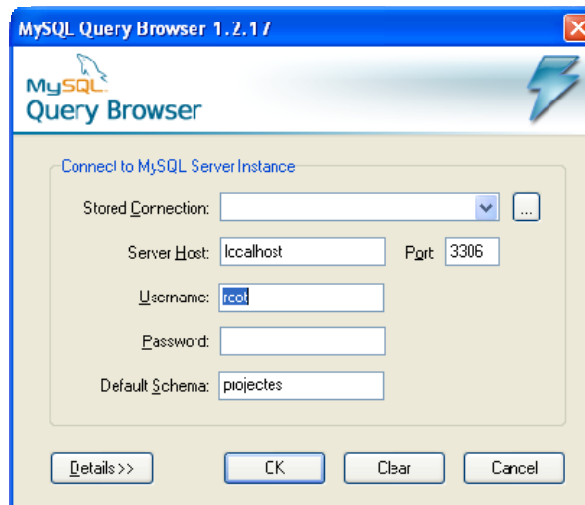 MySQL Query Browser 1.2.17
MySQL
Query Browser
Connect to MySQL Server Instance
Stored Connection:
...
Server Host: localhost Port 3306
Username: root
Password:
Default Schema: projectes
Details >> OK Clear Cancel